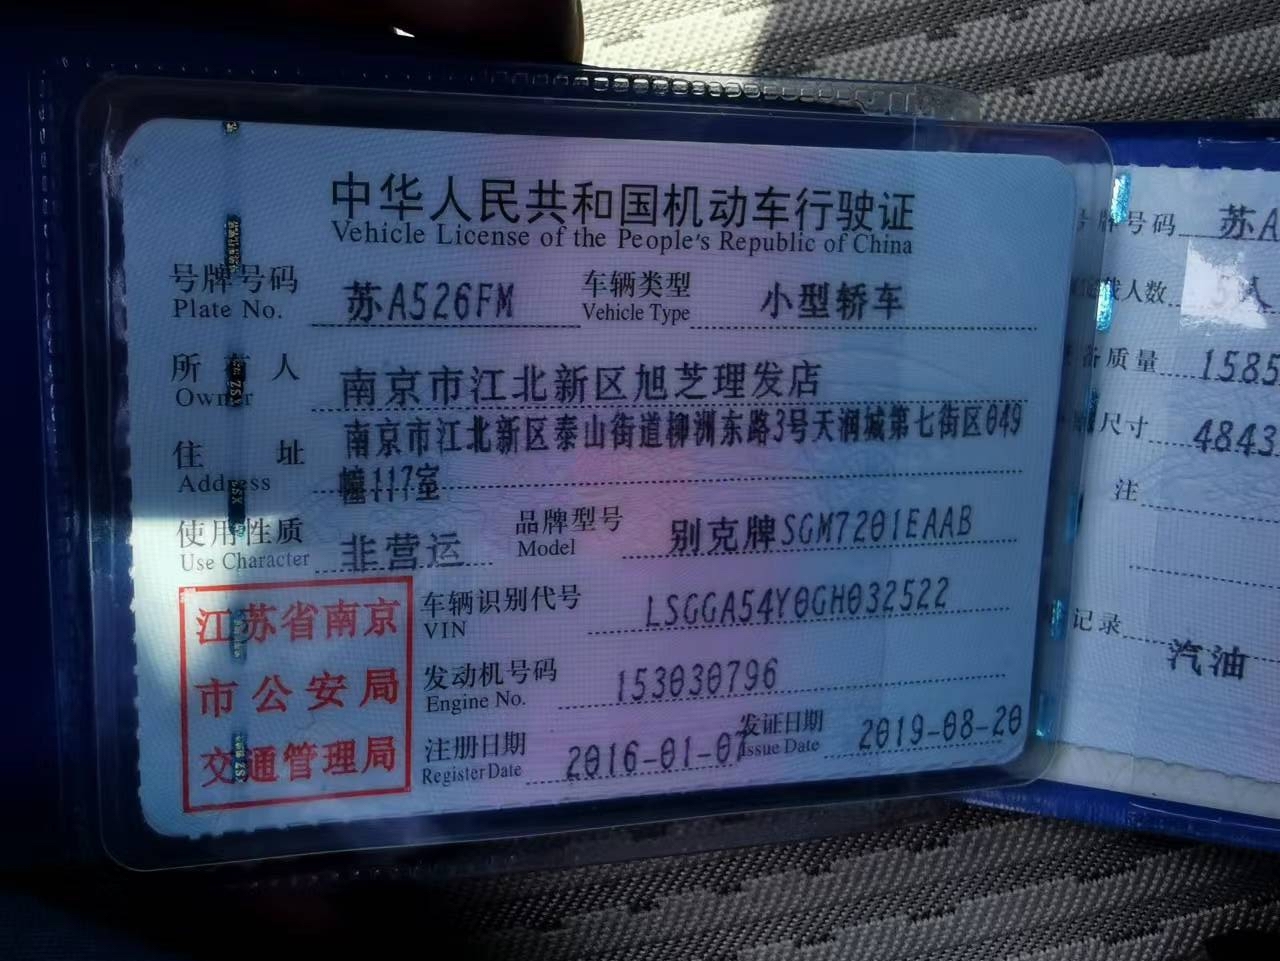 中华人民共和国机动车行驶证
Vehicle License of the People's Republic of China
号牌号码 苏A526FM 车辆类型 小型轿车
Plate No. Vehicle Type
所有人 南京市江北新区旭芝理发店
Owner
住址 南京市江北新区泰山街道柳洲东路3号天润城第七街区049
Address 幢117室
使用性质 非营运 品牌型号 别克牌SGM7201EAAB
Use Character Model
江苏省南京
市公安局
交通管理局
车辆识别代号 LSGGA54Y0GH032522
VIN
发动机号码 153030796
Engine No.
注册日期 2016-01-07 发证日期 2019-08-20
Register Date Issue Date
号牌号码 苏A
人数 5人
备质量 1585
尺寸 4843
注
记录
汽油